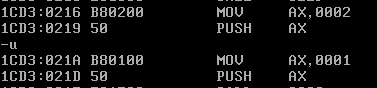 1CD3:0216 B80200 MOV AX,0002
1CD3:0219 50 PUSH AX
-u
1CD3:021A B80100 MOV AX,0001
1CD3:021D 50 PUSH AX